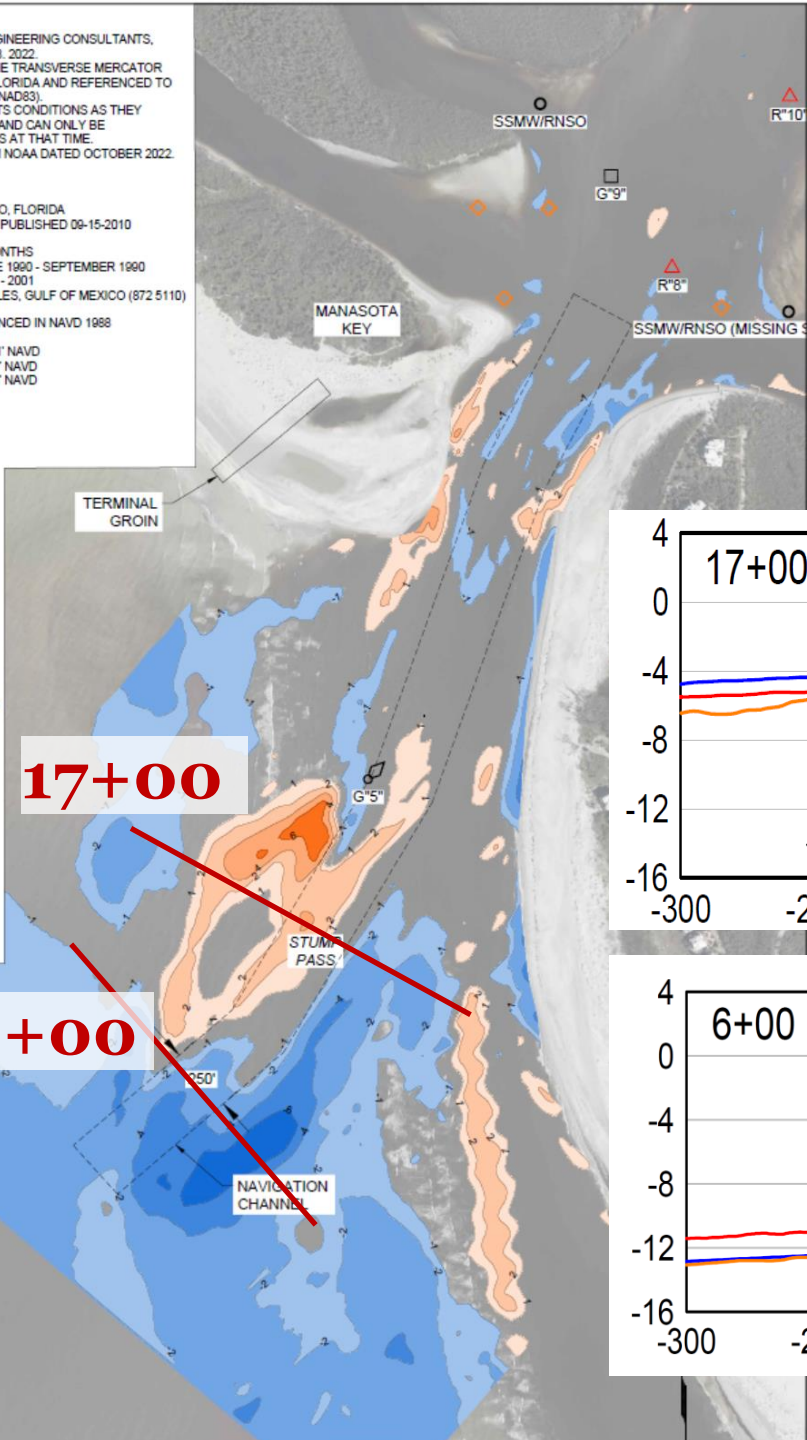 GINEERING CONSULTANTS,
. 2022.
E TRANSVERSE MERCATOR
LORIDA AND REFERENCED TO
NAD83).
TS CONDITIONS AS THEY
AND CAN ONLY BE
S AT THAT TIME.
NOAA DATED OCTOBER 2022.
O, FLORIDA
PUBLISHED 09-15-2010
NTHS
1990 - SEPTEMBER 1990
- 2001
LES, GULF OF MEXICO (872 5110)
NCED IN NAVD 1988
' NAVD
' NAVD
' NAVD
SSMW/RNSO
R"10"
G"9"
R"8"
SSMW/RNSO (MISSING S
MANASOTA
KEY
TERMINAL
GROIN
17+00
G"5"
STUMP
PASS
+00
250'
NAVIGATION
CHANNEL
17+00
4
0
-4
-8
-12
-16
-300
-2
6+00
4
0
-4
-8
-12
-16
-300
-2